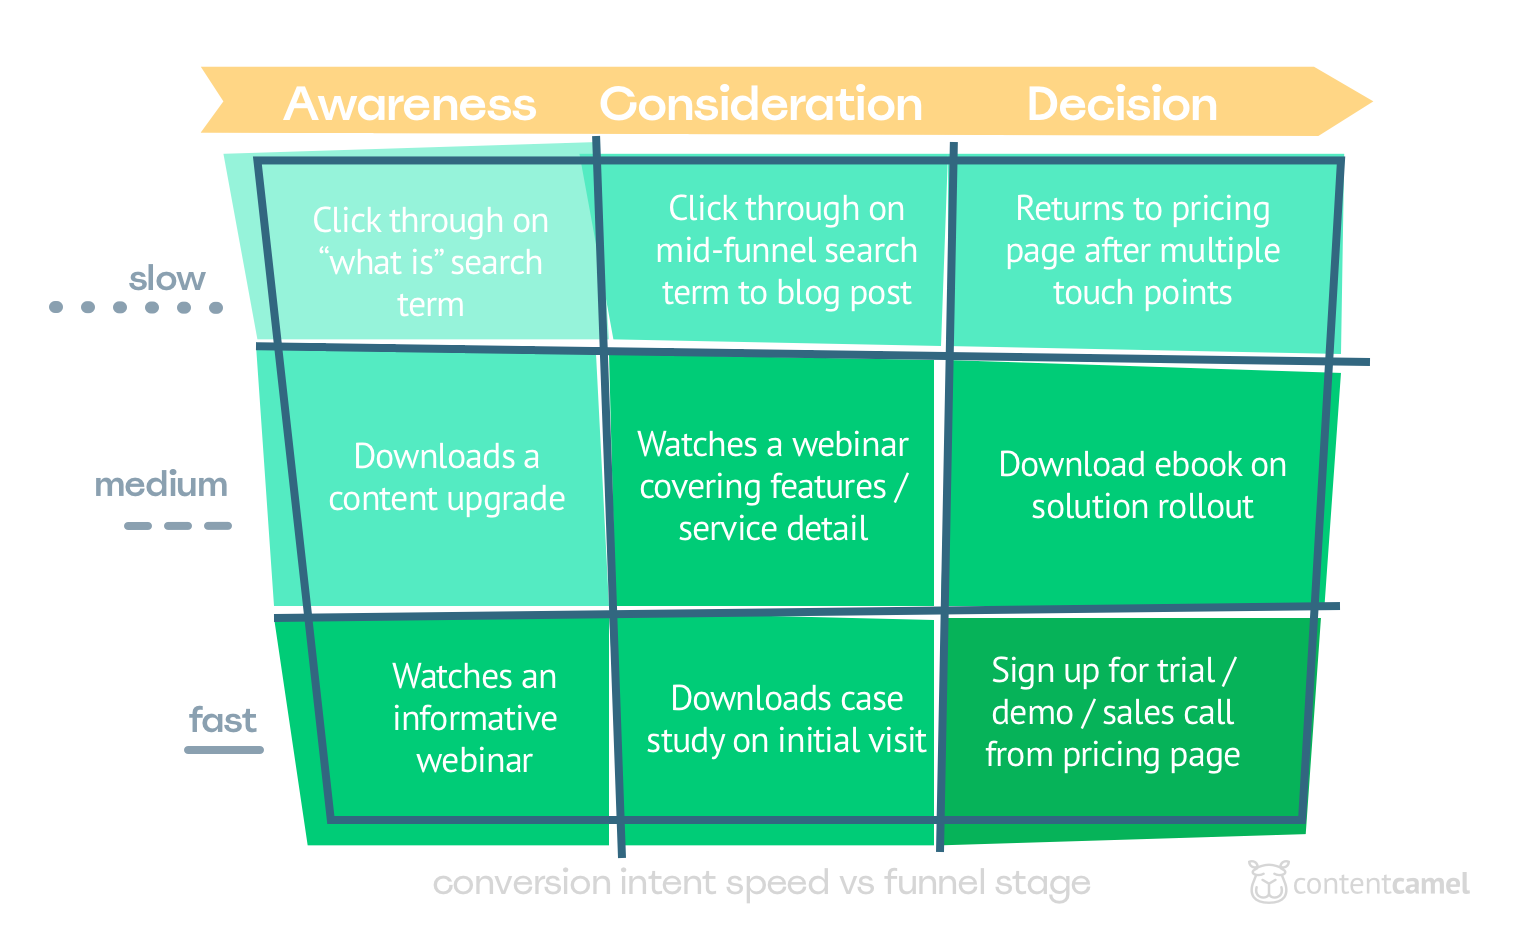 Awareness Consideration Decision
slow
Click through on
“what is” search
term
Click through on
mid-funnel search
term to blog post
Returns to pricing
page after multiple
touch points
medium
Downloads a
content upgrade
Watches a webinar
covering features /
service detail
Download ebook on
solution rollout
fast
Watches an
informative
webinar
Downloads case
study on initial visit
Sign up for trial /
demo / sales call
from pricing page
conversion intent speed vs funnel stage
contentcamel